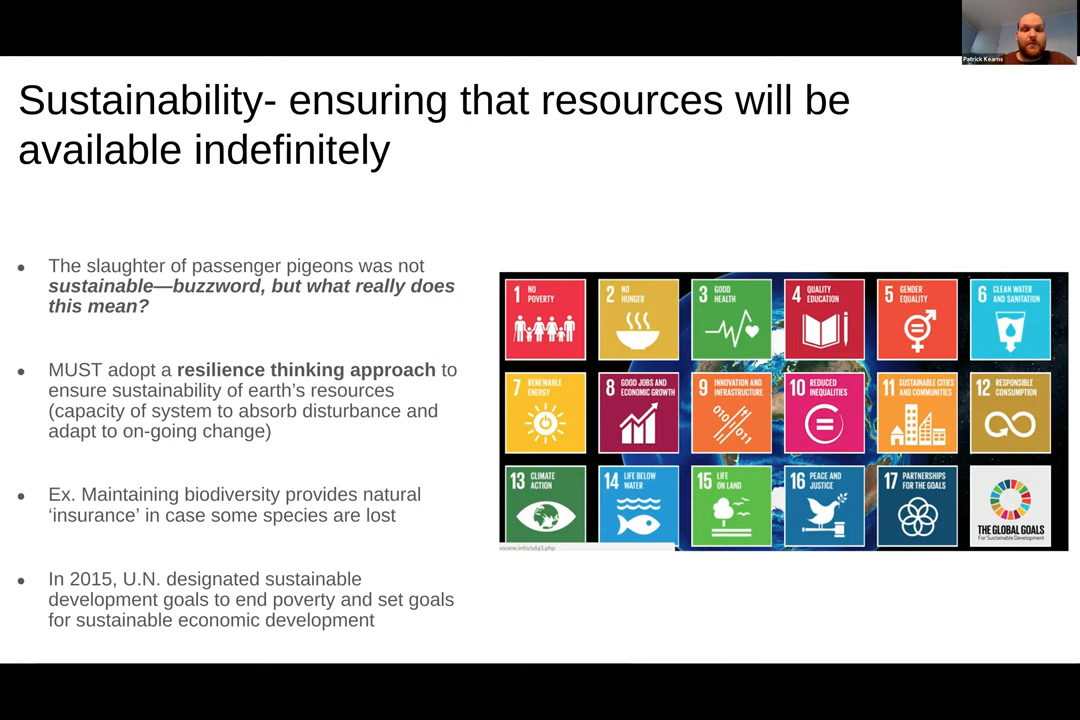 Patrick Kearns
Sustainability- ensuring that resources will be
available indefinitely
The slaughter of passenger pigeons was not
sustainable—buzzword, but what really does
this mean?
MUST adopt a resilience thinking approach to
ensure sustainability of earth’s resources
(capacity of system to absorb disturbance and
adapt to on-going change)
Ex. Maintaining biodiversity provides natural
‘insurance’ in case some species are lost
In 2015, U.N. designated sustainable
development goals to end poverty and set goals
for sustainable economic development
1 NO
POVERTY
2 NO
HUNGER
3 GOOD
HEALTH
4 QUALITY
EDUCATION
5 GENDER
EQUALITY
6 CLEAN WATER
AND SANITATION
7 RENEWABLE
ENERGY
8 GOOD JOBS AND
ECONOMIC GROWTH
9 INNOVATION AND
INFRASTRUCTURE
10 REDUCED
INEQUALITIES
11 SUSTAINABLE CITIES
AND COMMUNITIES
12 RESPONSIBLE
CONSUMPTION
13 CLIMATE
ACTION
14 LIFE BELOW
WATER
15 LIFE
ON LAND
16 PEACE AND
JUSTICE
17 PARTNERSHIPS
FOR THE GOALS
THE GLOBAL GOALS
For Sustainable Development